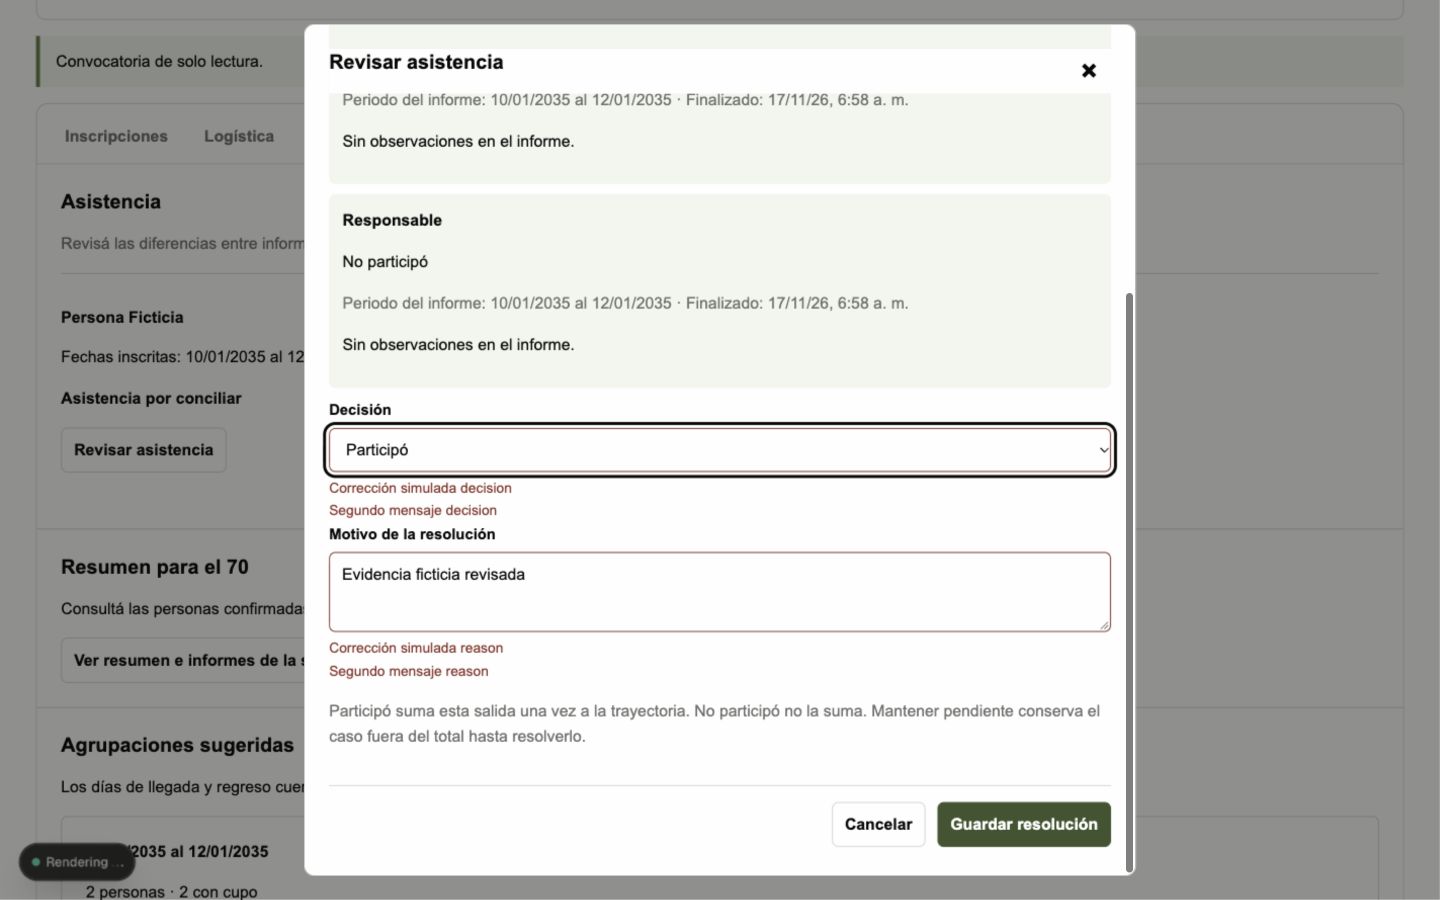 Convocatoria de solo lectura.
Inscripciones
Logística
Asistencia
Revisá las diferencias entre inform
Persona Ficticia
Fechas inscritas: 10/01/2035 al 12
Asistencia por conciliar
Revisar asistencia
Resumen para el 70
Consultá las personas confirmadas
Ver resumen e informes de la s
Agrupaciones sugeridas
Los días de llegada y regreso cuen
/2035 al 12/01/2035
2 personas · 2 con cupo
Rendering ...
Revisar asistencia
Periodo del informe: 10/01/2035 al 12/01/2035 · Finalizado: 17/11/26, 6:58 a. m.
Sin observaciones en el informe.
Responsable
No participó
Periodo del informe: 10/01/2035 al 12/01/2035 · Finalizado: 17/11/26, 6:58 a. m.
Sin observaciones en el informe.
Decisión
Participó
Corrección simulada decision
Segundo mensaje decision
Motivo de la resolución
Evidencia ficticia revisada
Corrección simulada reason
Segundo mensaje reason
Participó suma esta salida una vez a la trayectoria. No participó no la suma. Mantener pendiente conserva el
caso fuera del total hasta resolverlo.
Cancelar
Guardar resolución